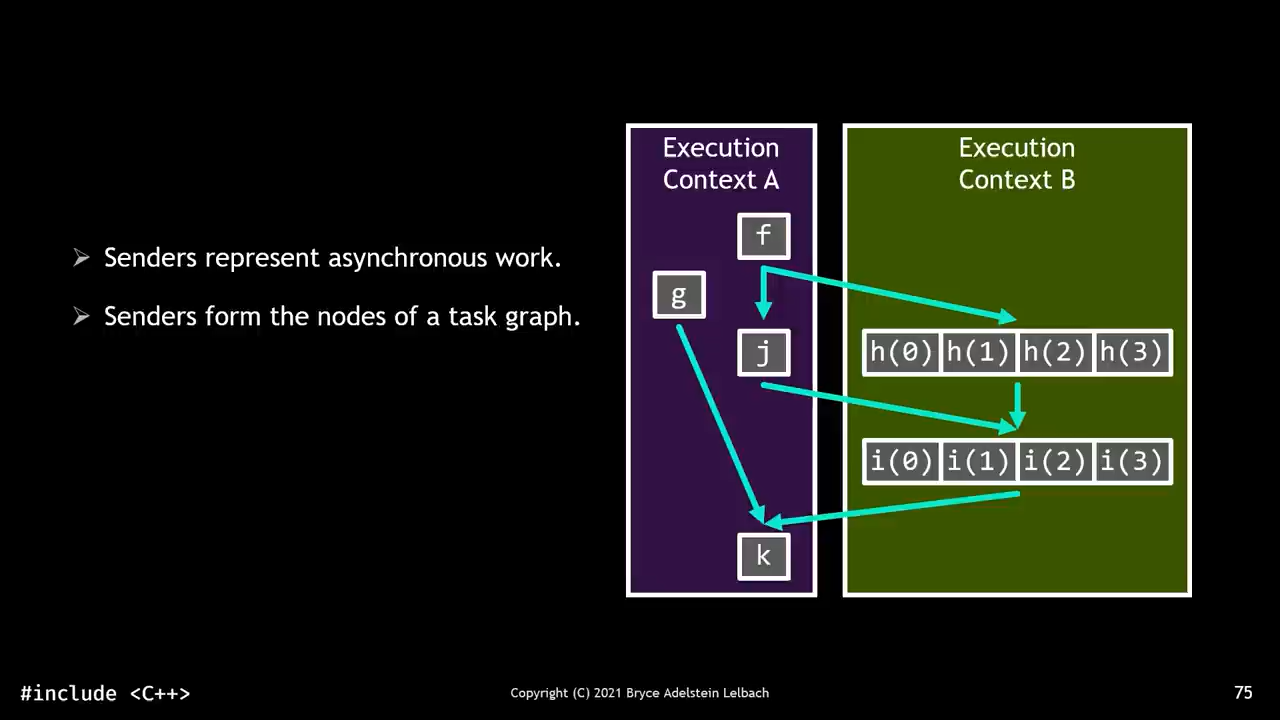 ➢ Senders represent asynchronous work.
➢ Senders form the nodes of a task graph.
Execution
Context A
f
g
j
k
Execution
Context B
h(0) h(1) h(2) h(3)
i(0) i(1) i(2) i(3)
#include <C++>
Copyright (C) 2021 Bryce Adelstein Lelbach
75